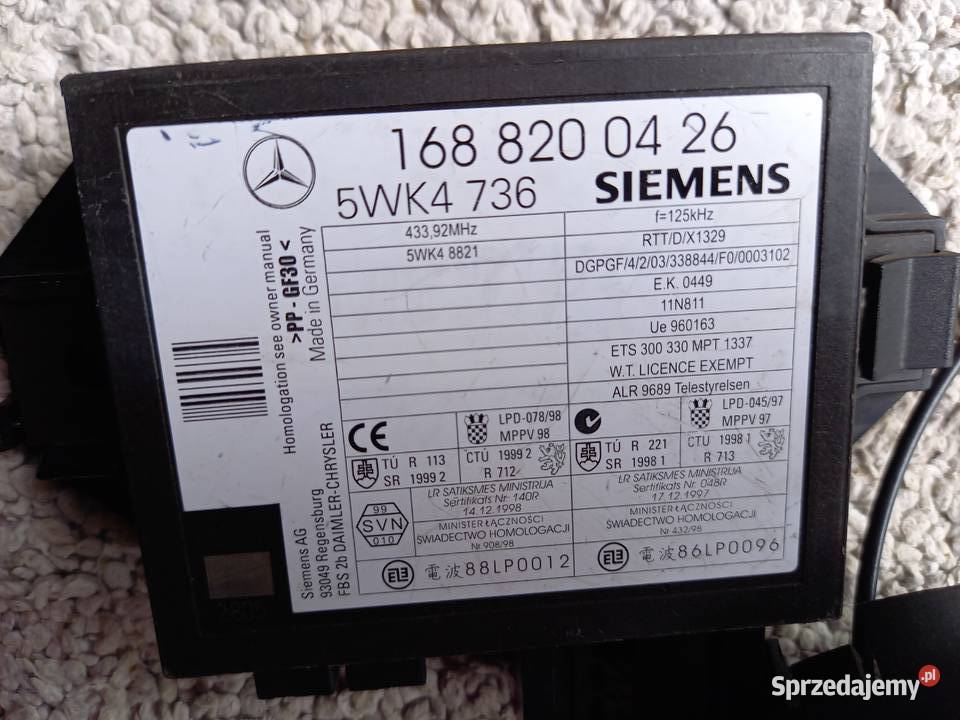 168 820 04 26
5WK4 736
SIEMENS
433,92MHz
5WK4 8821
f=125kHz
RTT/D/X1329
DGPGF/4/2/03/338844/F0/0003102
E.K. 0449
11N811
Ue 960163
ETS 300 330 MPT 1337
W.T. LICENCE EXEMPT
ALR 9689 Telestyrelsen
Homologation see owner manual
>PP - GF30<
Made in Germany
CE
LPD-078/98
MPPV 98
LPD-045/97
MPPV 97
TÚ R 113
SR 1999 2
CTÚ 1999 2
R 712
TÚ R 221
SR 1998 1
CTÚ 1998 1
R 713
99
SVN
010
LR SATIKSMES MINISTRIJA
Sertifikats Nr. 140R
14.12.1998
LR SATIKSMES MINISTRIJA
Sertifikats Nr. 048R
17.12.1997
MINISTER ŁĄCZNOŚCI
ŚWIADECTWO HOMOLOGACJI
Nr 908/98
MINISTER ŁĄCZNOŚCI
ŚWIADECTWO HOMOLOGACJI
Nr 432/98
電波88LP0012
電波86LP0096
Siemens AG
93049 Regensburg
FBS 2b DAIMLER-CHRYSLER
Sprzedajemy.pl